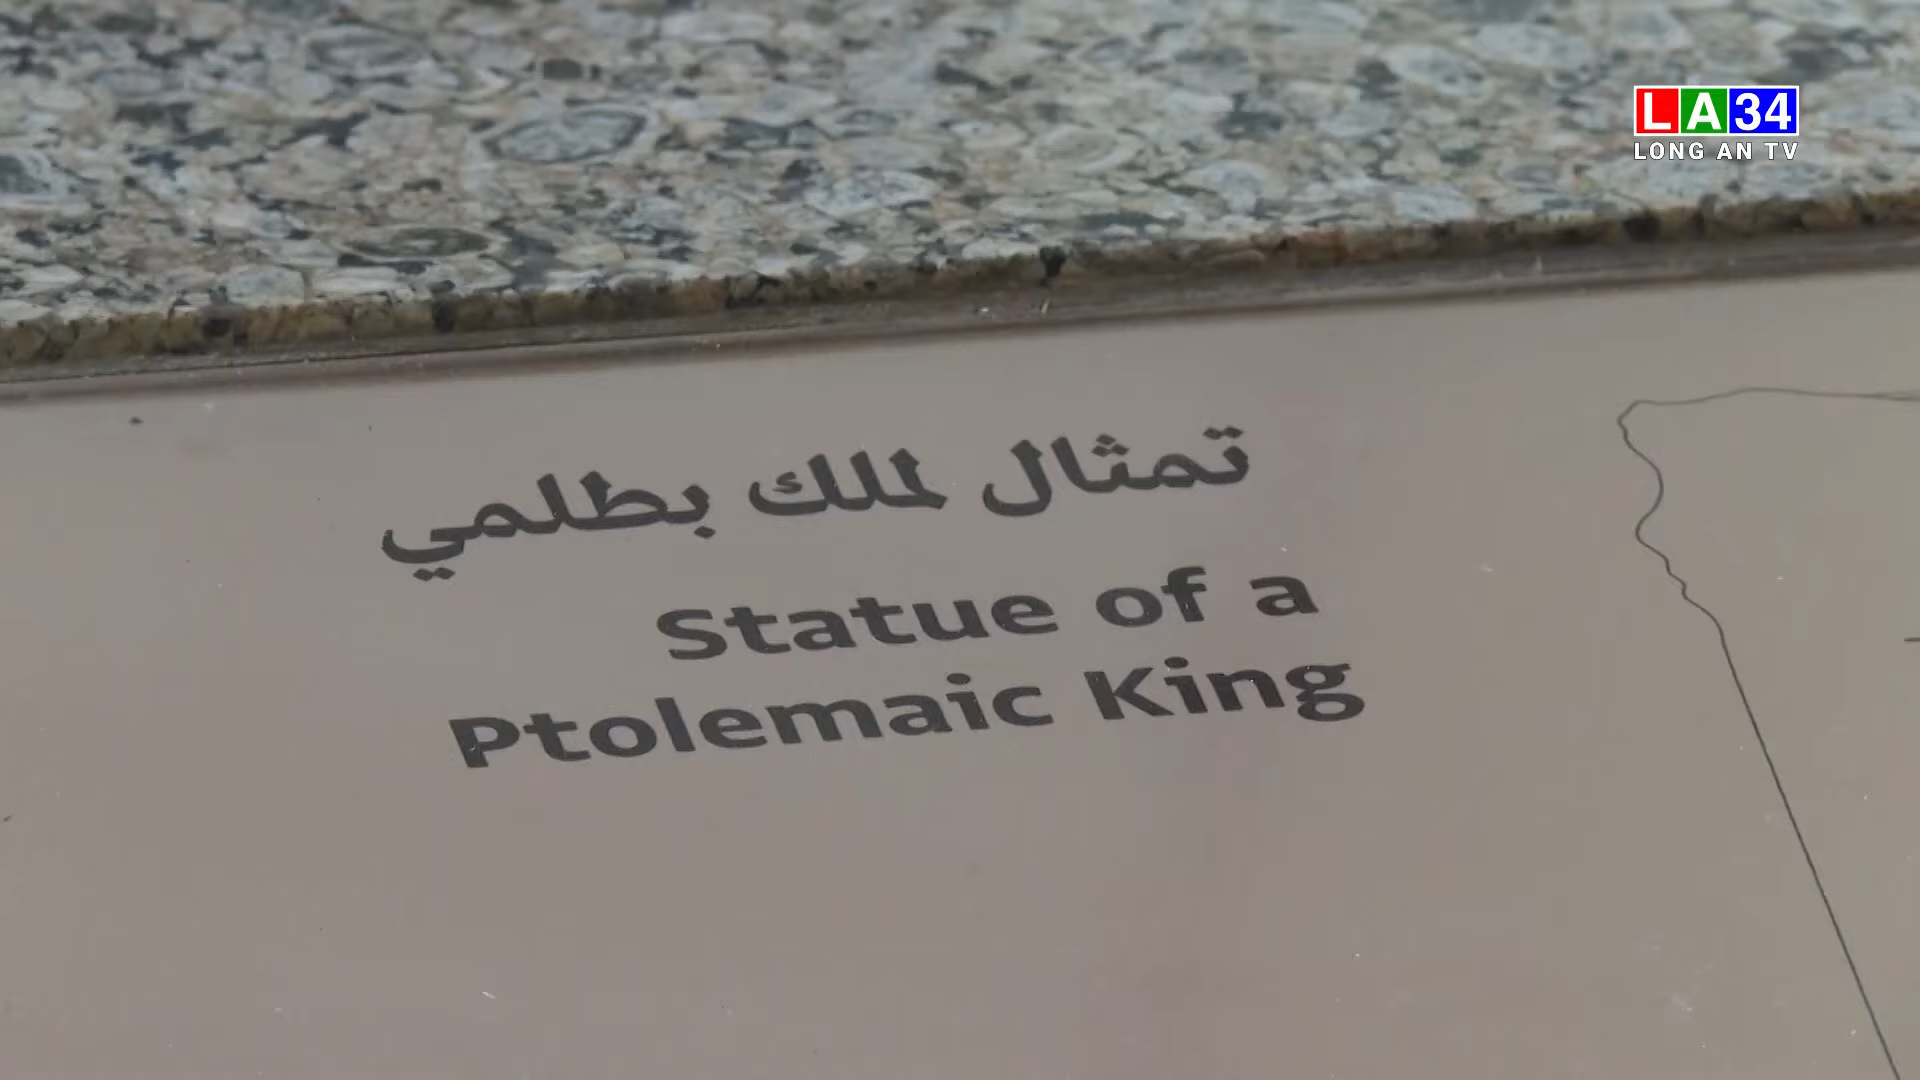 LA34
LONG AN TV
تمثال لملك بطلمي
Statue of a
Ptolemaic King